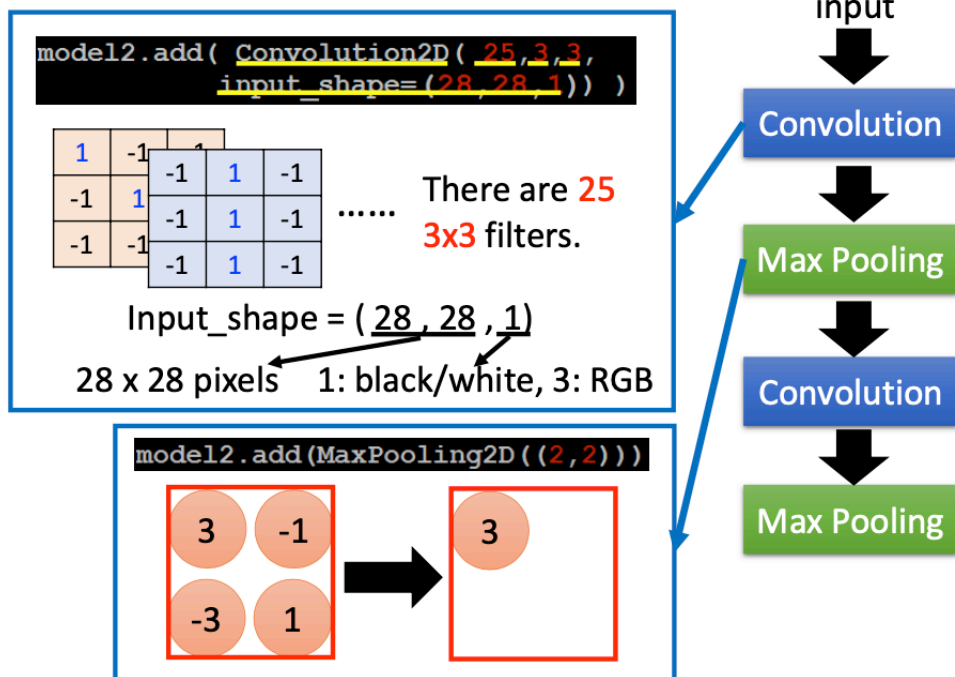 model2.add( Convolution2D( 25,3,3,
input_shape=(28,28,1)) )
1 -1 -1
-1 1
-1 -1
-1 1 -1
-1 1 -1
-1 1 -1
......
There are 25
3x3 filters.
Input_shape = ( 28 , 28 , 1)
28 x 28 pixels
1: black/white, 3: RGB
model2.add(MaxPooling2D((2,2)))
3 -1
-3 1
3
input
Convolution
Max Pooling
Convolution
Max Pooling